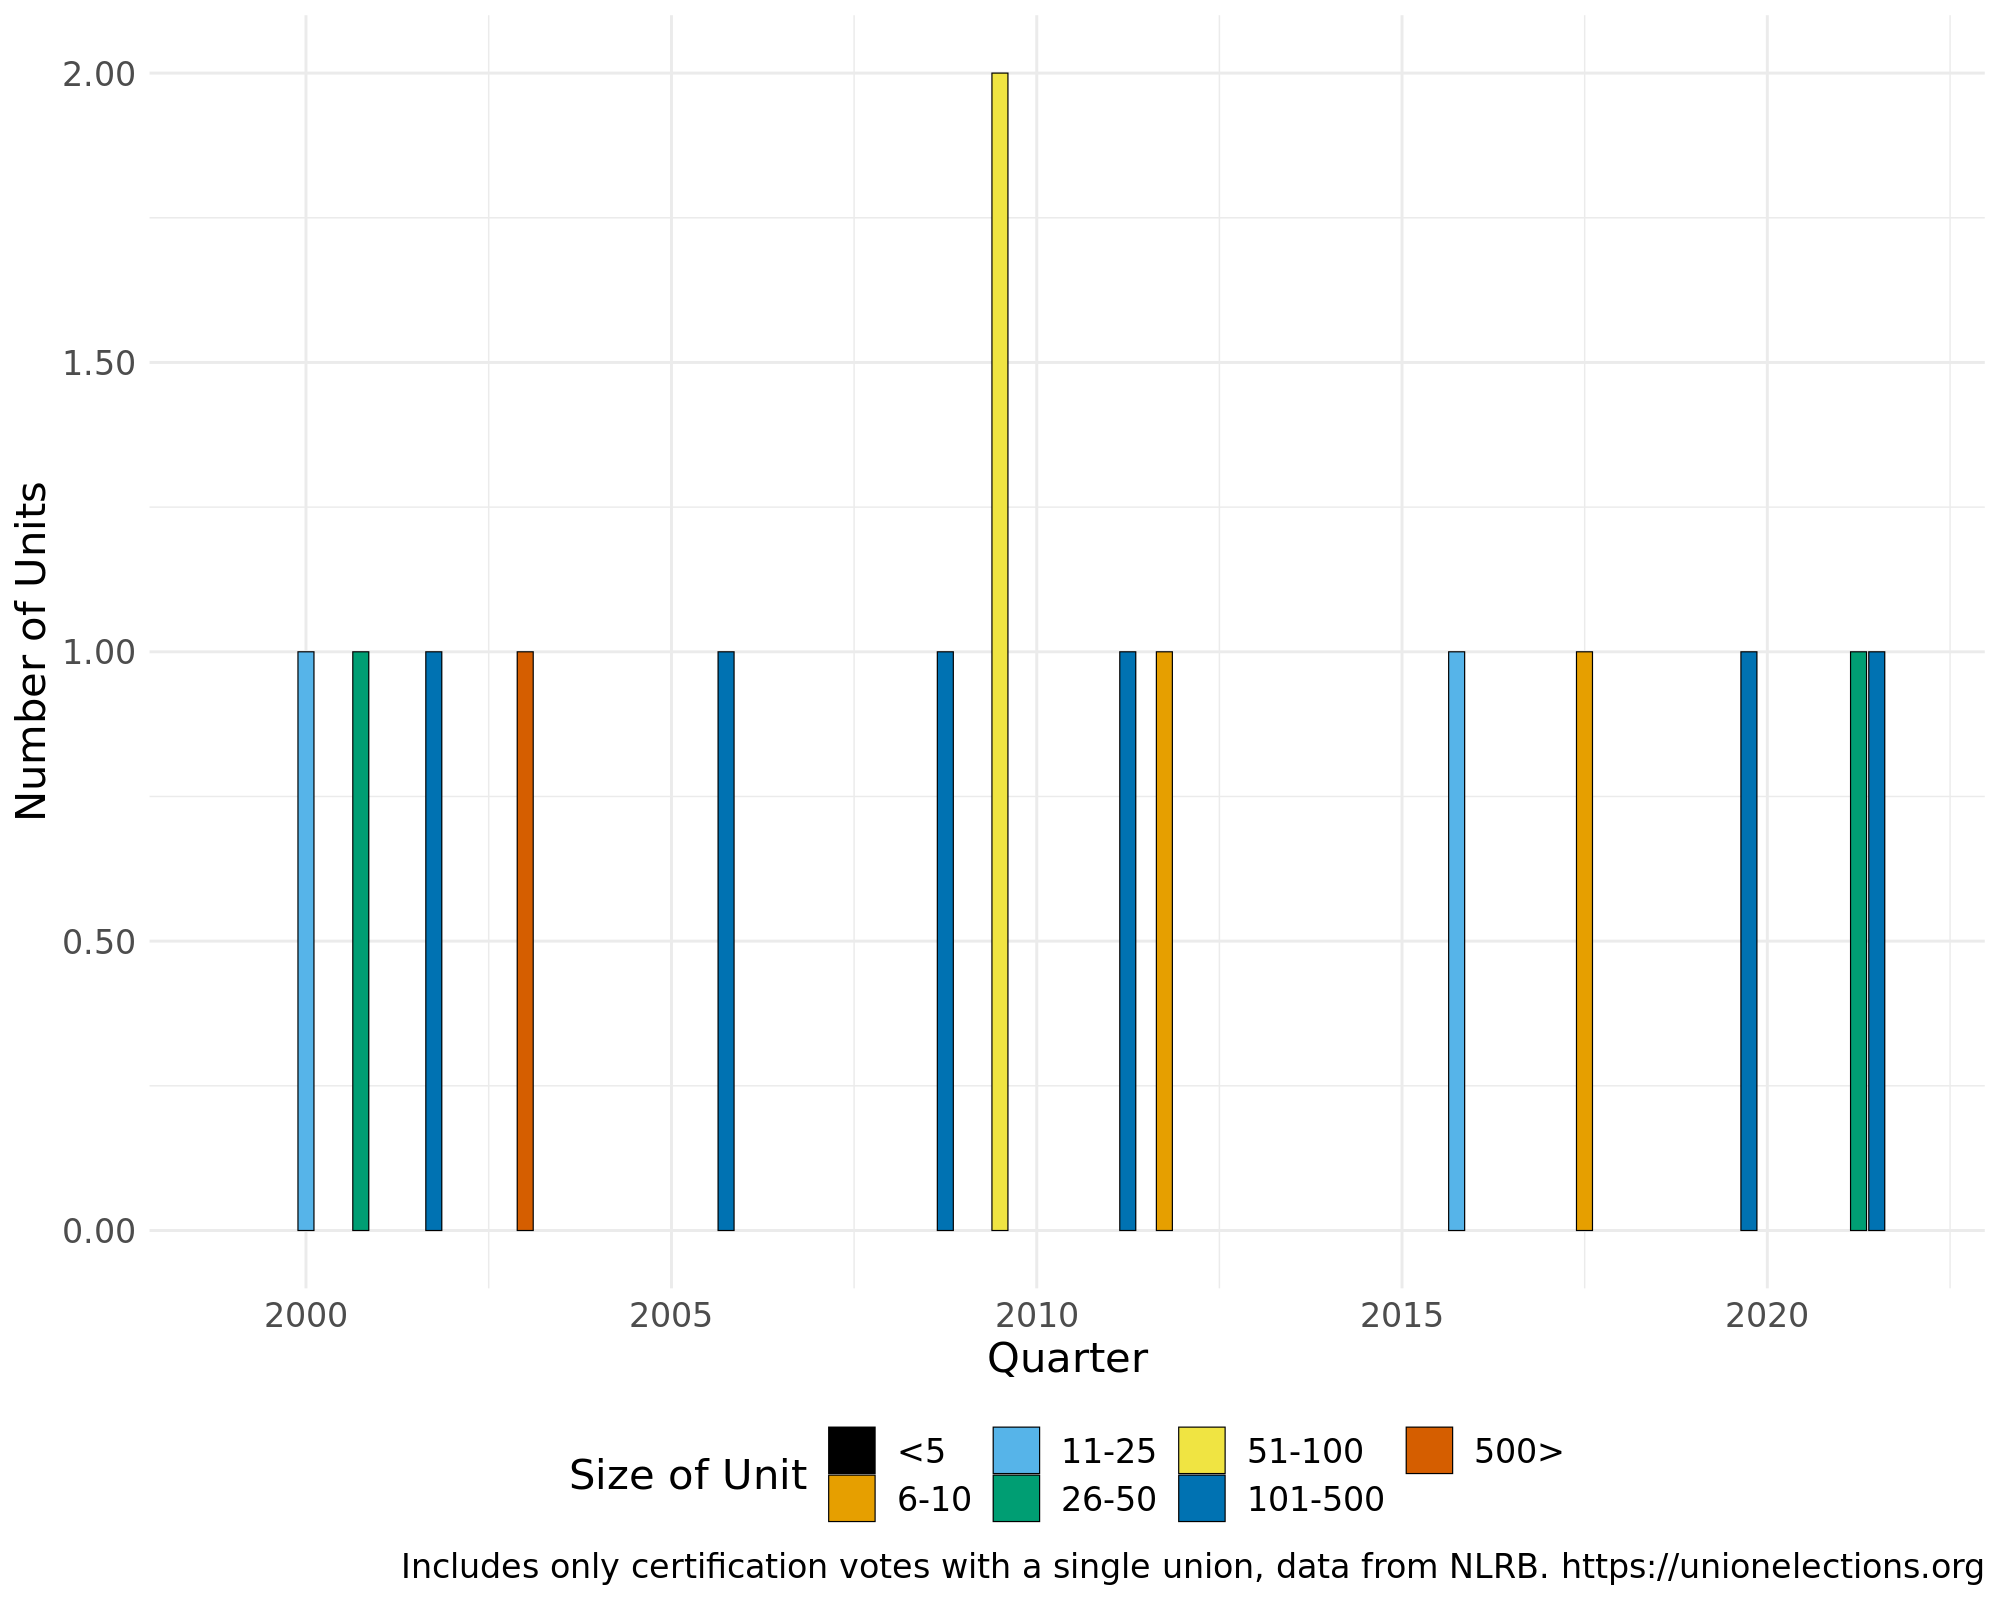 2.00
1.50
1.00
0.50
0.00
Number of Units
2000 2005 2010 2015 2020
Quarter
Size of Unit
<5 11-25 51-100 500>
6-10 26-50 101-500
Includes only certification votes with a single union, data from NLRB. https://unionelections.org